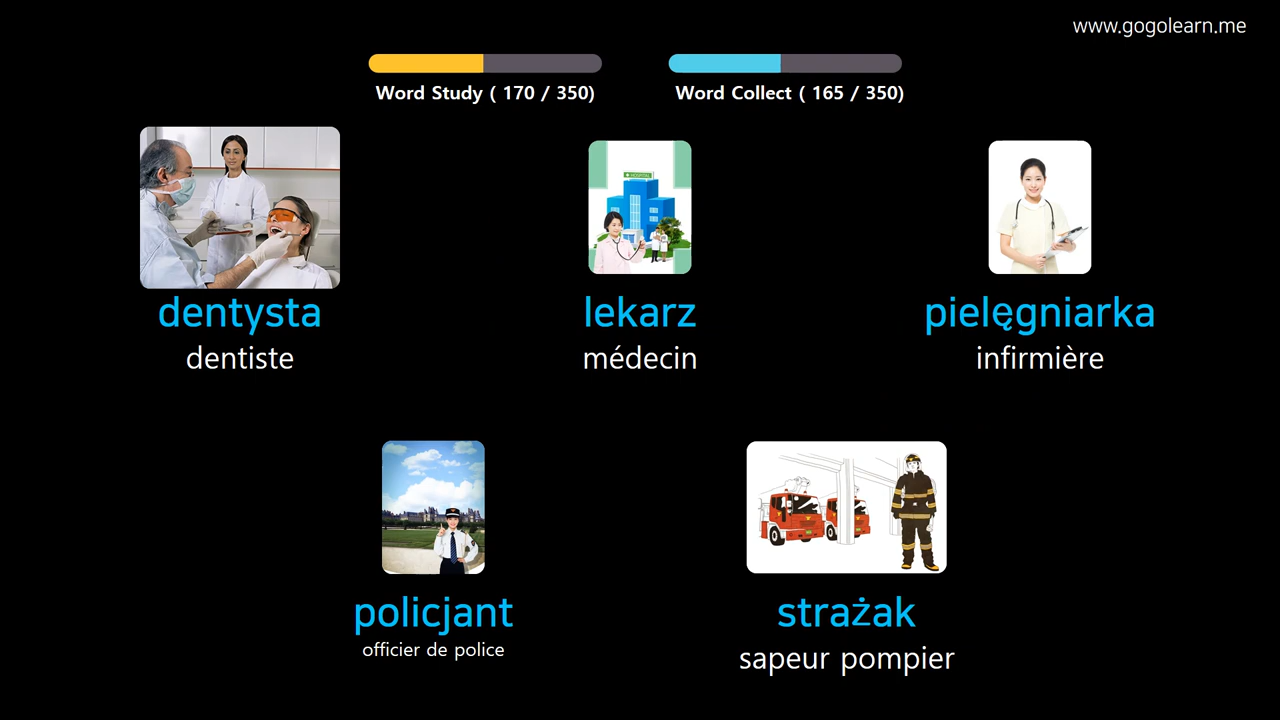 www.gogolearn.me
Word Study ( 170 / 350)
Word Collect ( 165 / 350)
HOSPITAL
dentysta
dentiste
lekarz
médecin
pielęgniarka
infirmière
policjant
officier de police
strażak
sapeur pompier